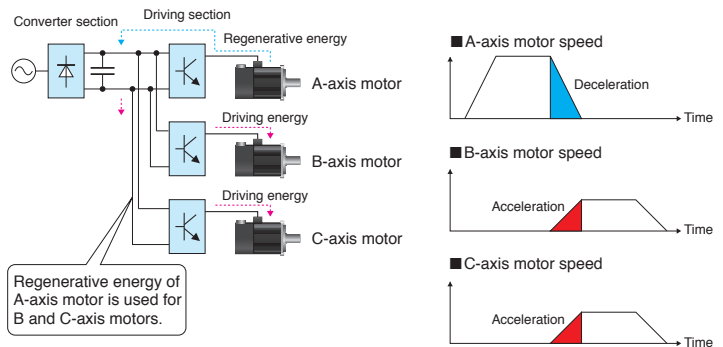 Driving section
Converter section
Regenerative energy
A-axis motor
Driving energy
B-axis motor
Driving energy
C-axis motor
Regenerative energy of
A-axis motor is used for
B and C-axis motors.
■A-axis motor speed
Deceleration
Time
■B-axis motor speed
Acceleration
Time
■C-axis motor speed
Acceleration
Time